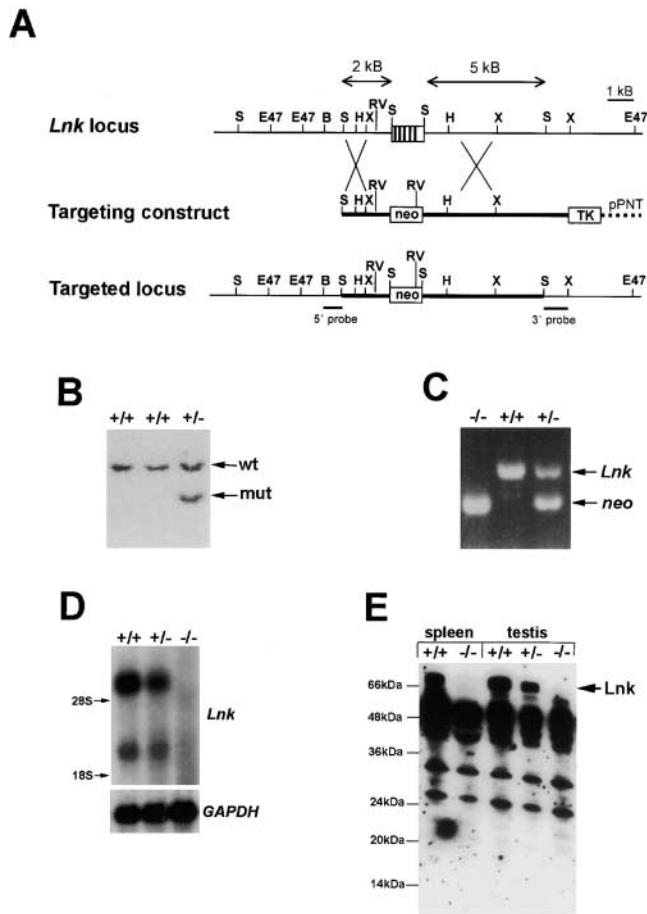 A
2 kB 5 kB 1 kB
Lnk locus S E47 E47 B S H X RV S S H X S X E47
Targeting construct S H X RV neo RV H X TK pPNT
Targeted locus S E47 E47 B S H X RV S neo RV S H X S X E47
5` probe 3` probe
B
+/+ +/+ +/-
wt
mut
C
-/- +/+ +/-
Lnk
neo
D
+/+ +/- -/-
28S
Lnk
18S
GAPDH
E
spleen testis
+/+ -/- +/+ +/- -/-
66kDa
Lnk
48kDa
36kDa
24kDa
20kDa
14kDa